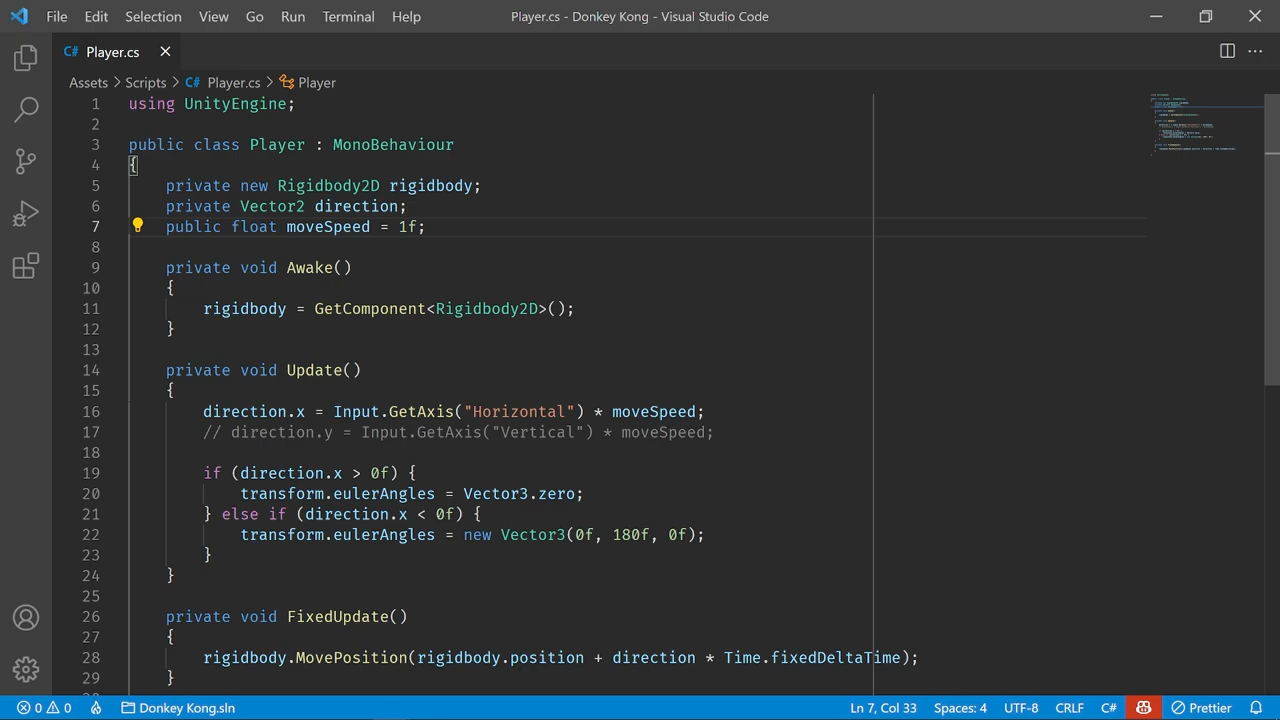 File Edit Selection View Go Run Terminal Help Player.cs - Donkey Kong - Visual Studio Code
C# Player.cs
Assets > Scripts > C# Player.cs > Player
1 using UnityEngine;
2
3 public class Player : MonoBehaviour
4 {
5 private new Rigidbody2D rigidbody;
6 private Vector2 direction;
7 public float moveSpeed = 1f;
8
9 private void Awake()
10 {
11 rigidbody = GetComponent<Rigidbody2D>();
12 }
13
14 private void Update()
15 {
16 direction.x = Input.GetAxis("Horizontal") * moveSpeed;
17 // direction.y = Input.GetAxis("Vertical") * moveSpeed;
18
19 if (direction.x > 0f) {
20 transform.eulerAngles = Vector3.zero;
21 } else if (direction.x < 0f) {
22 transform.eulerAngles = new Vector3(0f, 180f, 0f);
23 }
24 }
25
26 private void FixedUpdate()
27 {
28 rigidbody.MovePosition(rigidbody.position + direction * Time.fixedDeltaTime);
29 }
0 0 Donkey Kong.sln Ln 7, Col 33 Spaces: 4 UTF-8 CRLF C# Prettier